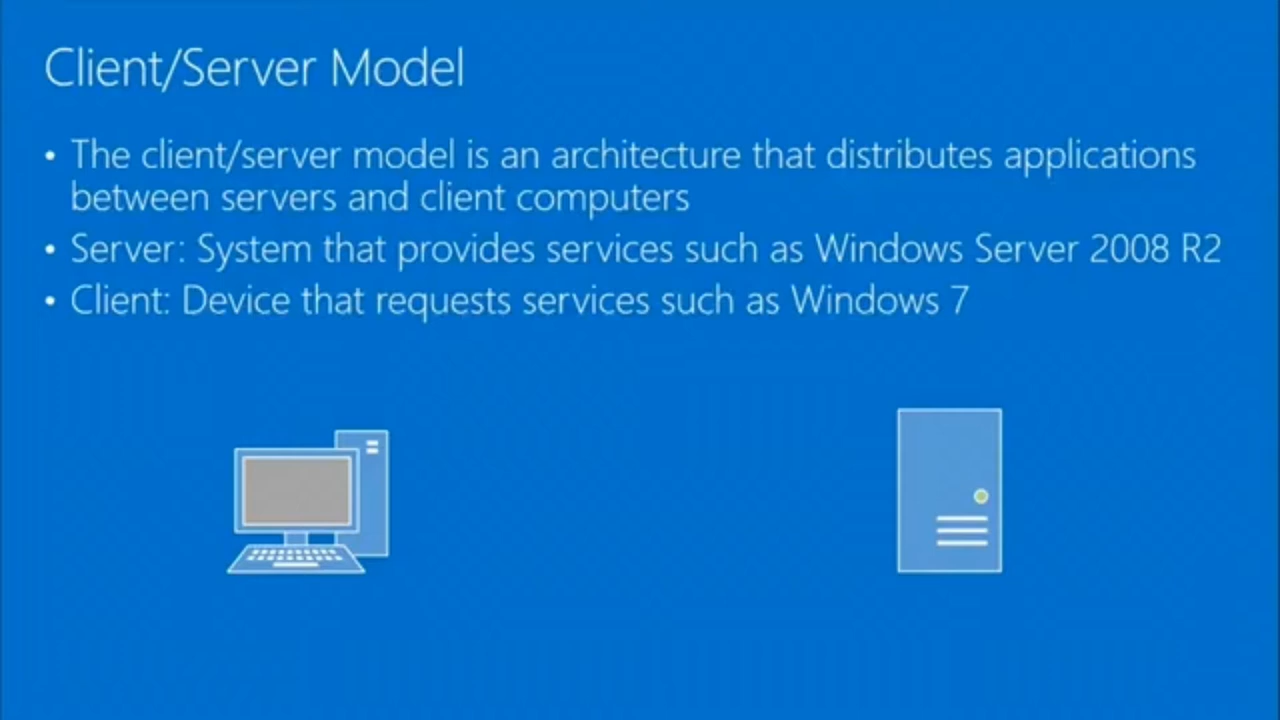 Client/Server Model
• The client/server model is an architecture that distributes applications
between servers and client computers
• Server: System that provides services such as Windows Server 2008 R2
• Client: Device that requests services such as Windows 7